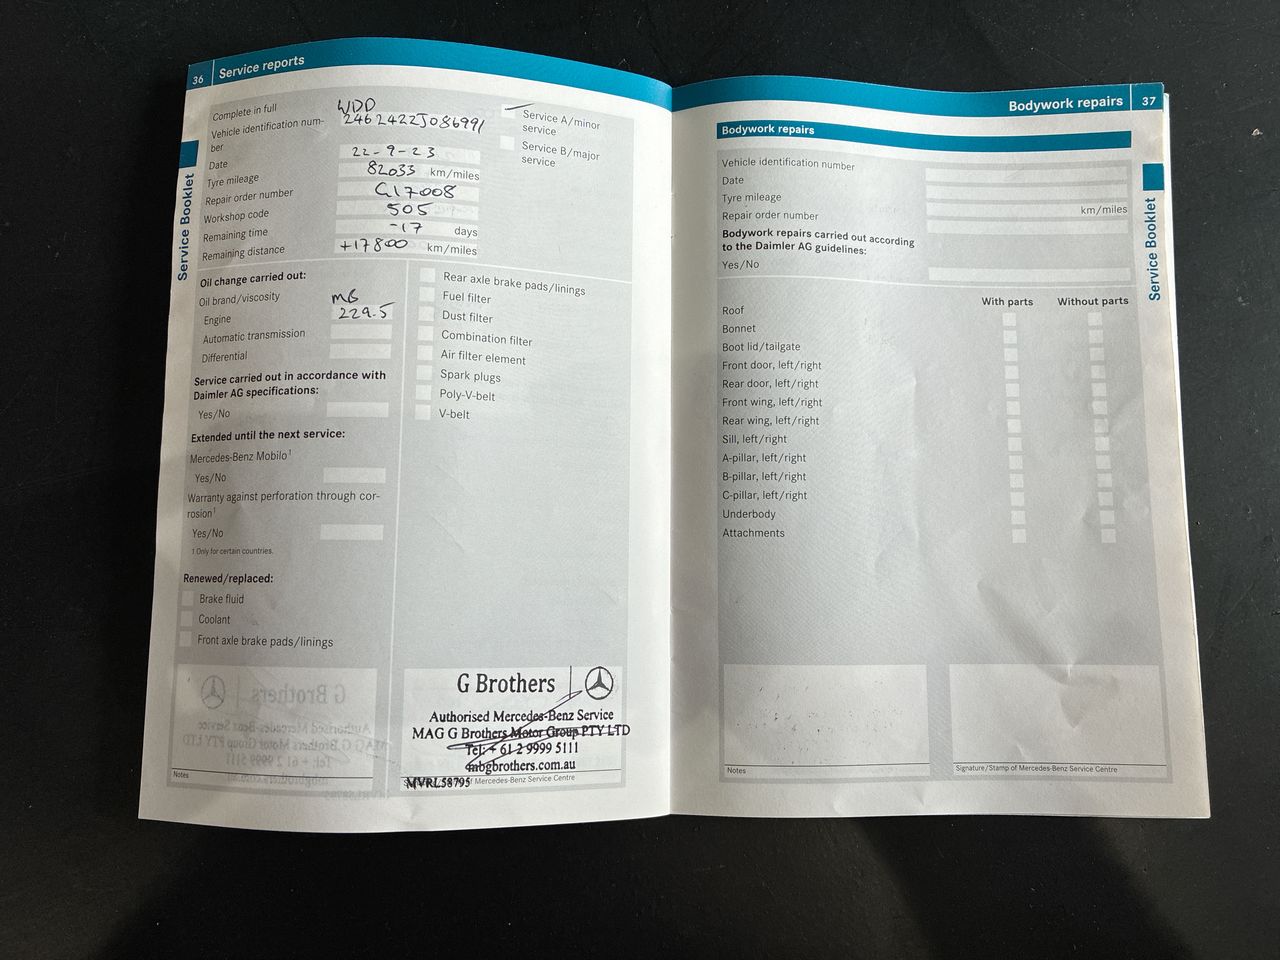 36 Service reports
Complete in full
Vehicle identification num-
ber
WDD
2462422J086991
Date 22-9-23
Tyre mileage 82033 km/miles
Repair order number G17008
Workshop code 505
Remaining time -17 days
Remaining distance +17800 km/miles
Service A/minor
service
Service B/major
service
Service Booklet
Oil change carried out:
Oil brand/viscosity MB
Engine 229.5
Automatic transmission
Differential
Service carried out in accordance with
Daimler AG specifications:
Yes/No
Extended until the next service:
Mercedes-Benz Mobilo¹
Yes/No
Warranty against perforation through cor-
rosion¹
Yes/No
1 Only for certain countries.
Renewed/replaced:
Brake fluid
Coolant
Front axle brake pads/linings
Notes
Rear axle brake pads/linings
Fuel filter
Dust filter
Combination filter
Air filter element
Spark plugs
Poly-V-belt
V-belt
G Brothers
Authorised Mercedes-Benz Service
MAG G Brothers Motor Group PTY LTD
Tel: + 61 2 9999 5111
mbgbrothers.com.au
MVRL58795
of Mercedes-Benz Service Centre
Bodywork repairs 37
Bodywork repairs
Vehicle identification number
Date
Tyre mileage km/miles
Repair order number
Bodywork repairs carried out according
to the Daimler AG guidelines:
Yes/No
Service Booklet
With parts Without parts
Roof
Bonnet
Boot lid/tailgate
Front door, left/right
Rear door, left/right
Front wing, left/right
Rear wing, left/right
Sill, left/right
A-pillar, left/right
B-pillar, left/right
C-pillar, left/right
Underbody
Attachments
Notes
Signature/Stamp of Mercedes-Benz Service Centre